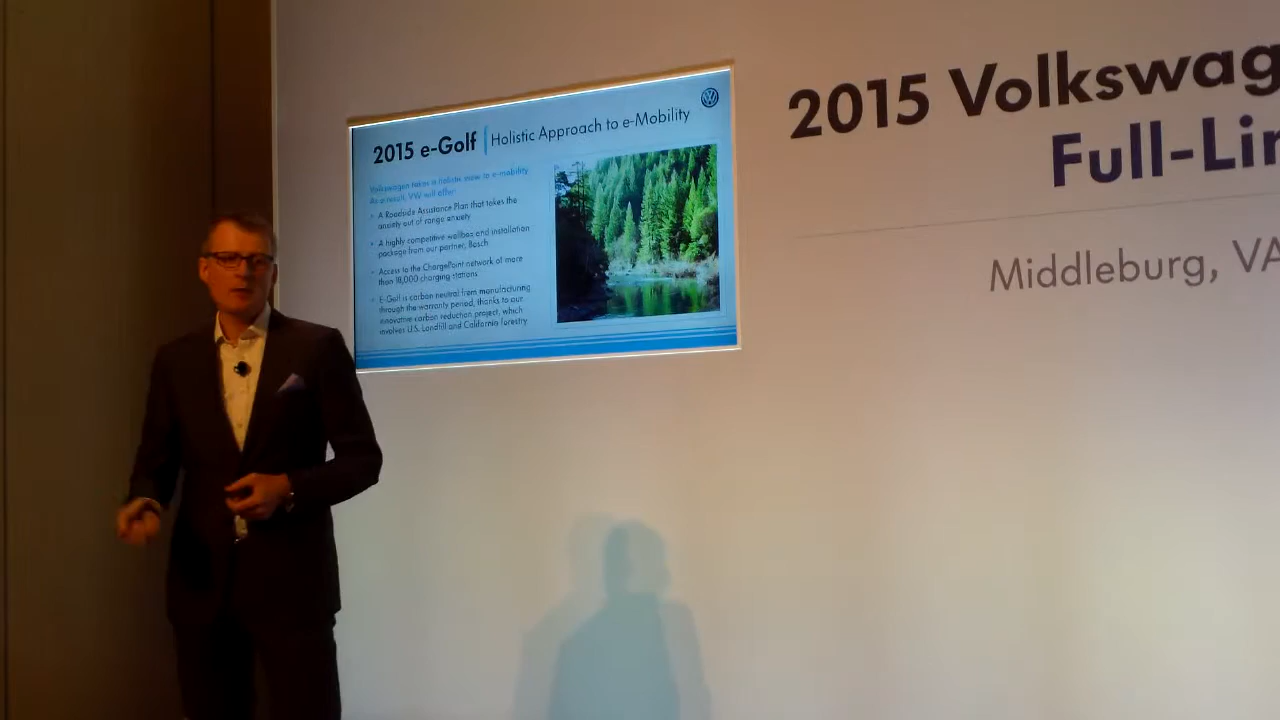 2015 e-Golf | Holistic Approach to e-Mobility
Volkswagen takes a holistic view to e-mobility
As a result, VW will offer:
• A Roadside Assistance Plan that takes the
anxiety out of range anxiety
• A highly competitive wallbox and installation
package from our partner, Bosch
• Access to the ChargePoint network of more
than 18,000 charging stations
• E-Golf is carbon neutral from manufacturing
through the warranty period, thanks to our
innovative carbon reduction project, which
involves U.S. Landfill and California forestry
2015 Volkswag
Full-Lin
Middleburg, VA